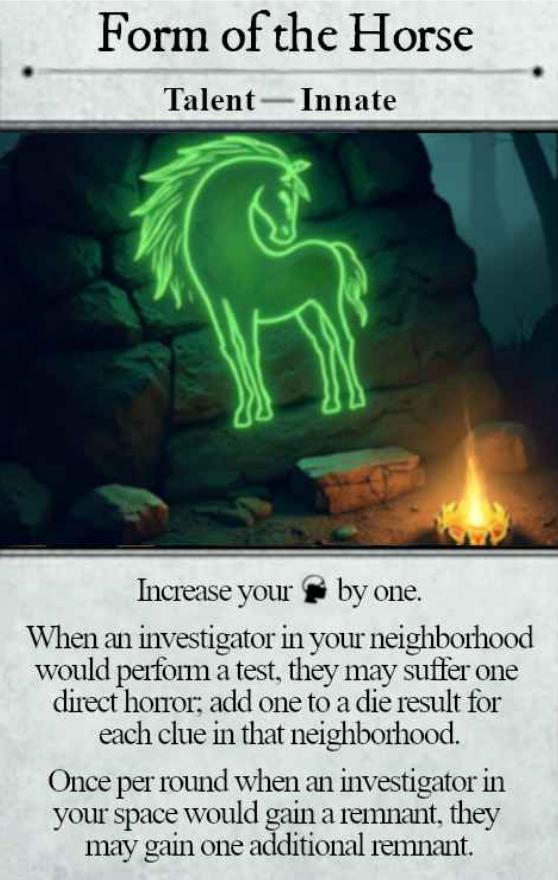 Form of the Horse
Talent — Innate
Increase your by one.
When an investigator in your neighborhood
would perform a test, they may suffer one
direct horror; add one to a die result for
each clue in that neighborhood.
Once per round when an investigator in
your space would gain a remnant, they
may gain one additional remnant.